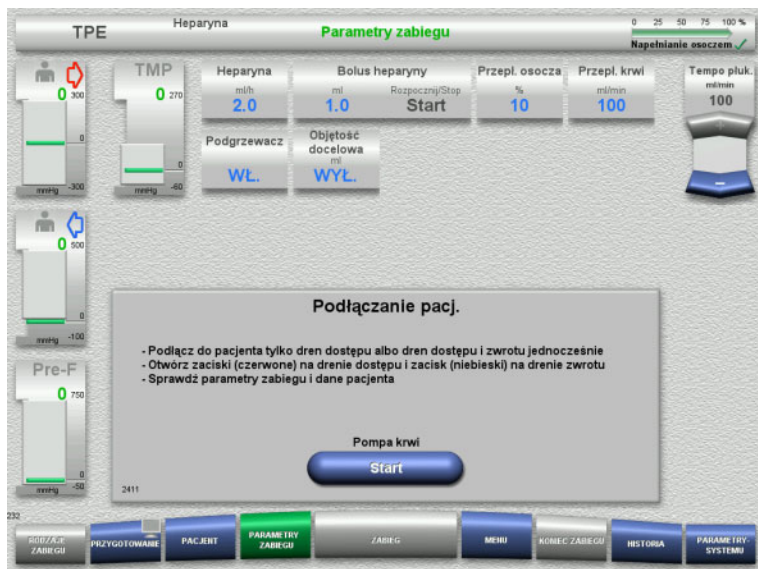 TPE
Heparyna
Parametry zabiegu
0 25 50 75 100 %
Napełnianie osoczem
0
300
0
mmHg -300
TMP
0 270
0
mmHg -60
Heparyna
ml/h
2.0
Bolus heparyny
ml Rozpocznij/Stop
1.0 Start
Przepl. osocza
%
10
Przepl. krwi
ml/min
100
Tempo pluk.
ml/min
100
Podgrzewacz
WŁ.
Objętość
docelowa
ml
WYŁ.
0 500
0
mmHg -100
Pre-F
0 750
0
mmHg -50
Podłączanie pacj.
- Podłącz do pacjenta tylko dren dostępu albo dren dostępu i zwrotu jednocześnie
- Otwórz zaciski (czerwone) na drenie dostępu i zacisk (niebieski) na drenie zwrotu
- Sprawdź parametry zabiegu i dane pacjenta
Pompa krwi
Start
2411
232
RODZAJE
ZABIEGU
PRZYGOTOWANIE
PACJENT
PARAMETRY
ZABIEGU
ZABIEG
MENU
KONIEC ZABIEGU
HISTORIA
PARAMETRY-
SYSTEMU